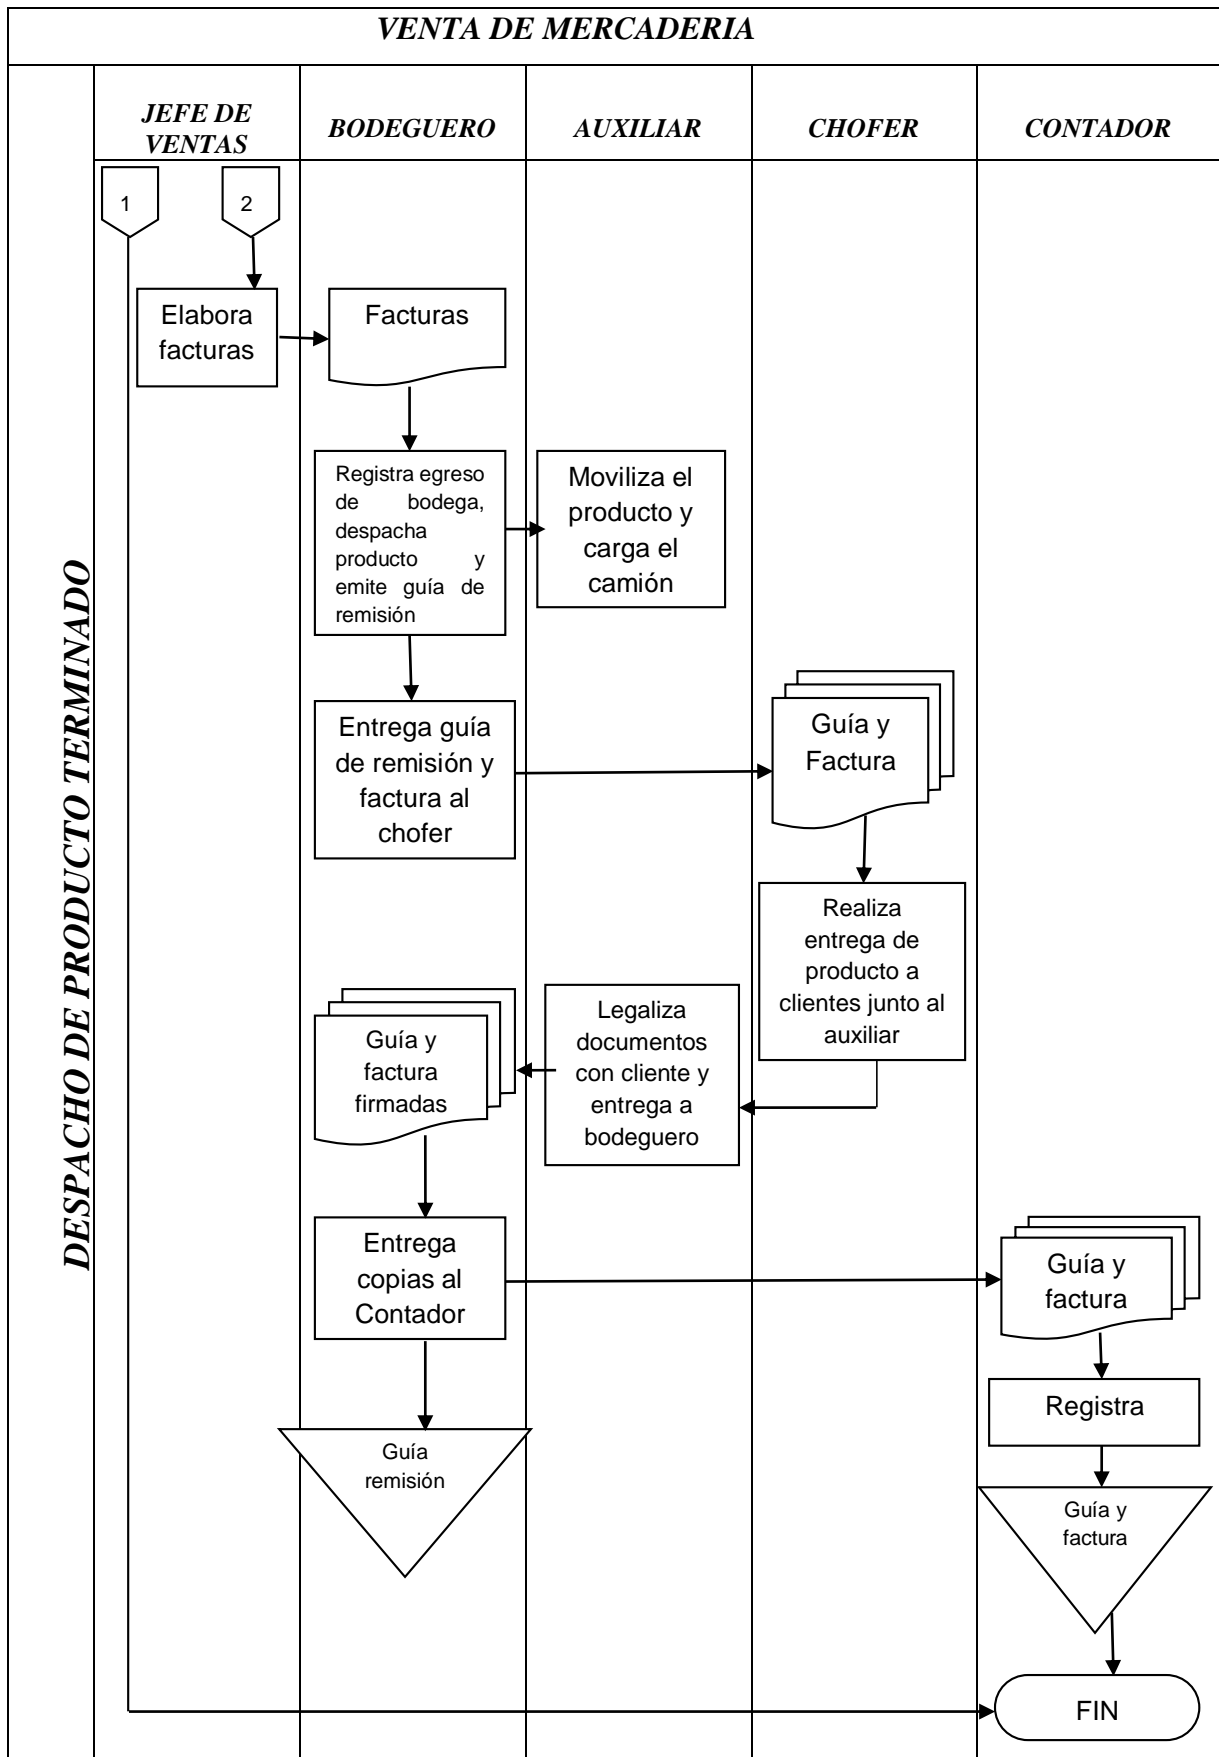 VENTA DE MERCADERIA
JEFE DE
VENTAS
BODEGUERO
AUXILIAR
CHOFER
CONTADOR
DESPACHO DE PRODUCTO TERMINADO
1
2
Elabora
facturas
Facturas
Registra egreso
de bodega,
despacha
producto y
emite guía de
remisión
Moviliza el
producto y
carga el
camión
Entrega guía
de remisión y
factura al
chofer
Guía y
Factura
Realiza
entrega de
producto a
clientes junto al
auxiliar
Legaliza
documentos
con cliente y
entrega a
bodeguero
Guía y
factura
firmadas
Entrega
copias al
Contador
Guía y
factura
Registra
Guía
remisión
Guía y
factura
FIN